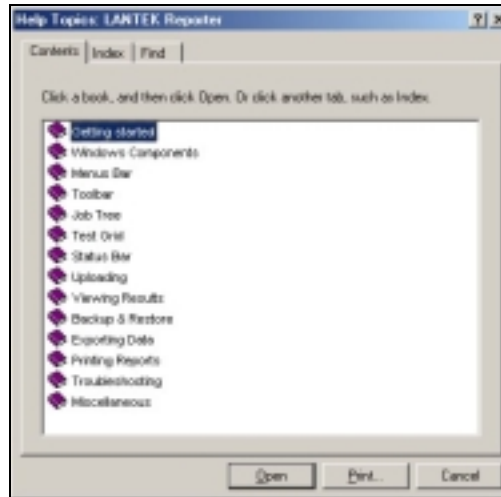 Help Topics: LANTEK Reporter
Contents Index Find
Click a book, and then click Open. Or click another tab, such as Index.
Getting started
Windows Components
Menus Bar
Toolbar
Job Tree
Test Grid
Status Bar
Uploading
Viewing Results
Backup & Restore
Exporting Data
Printing Reports
Troubleshooting
Miscellaneous
Open Print... Cancel